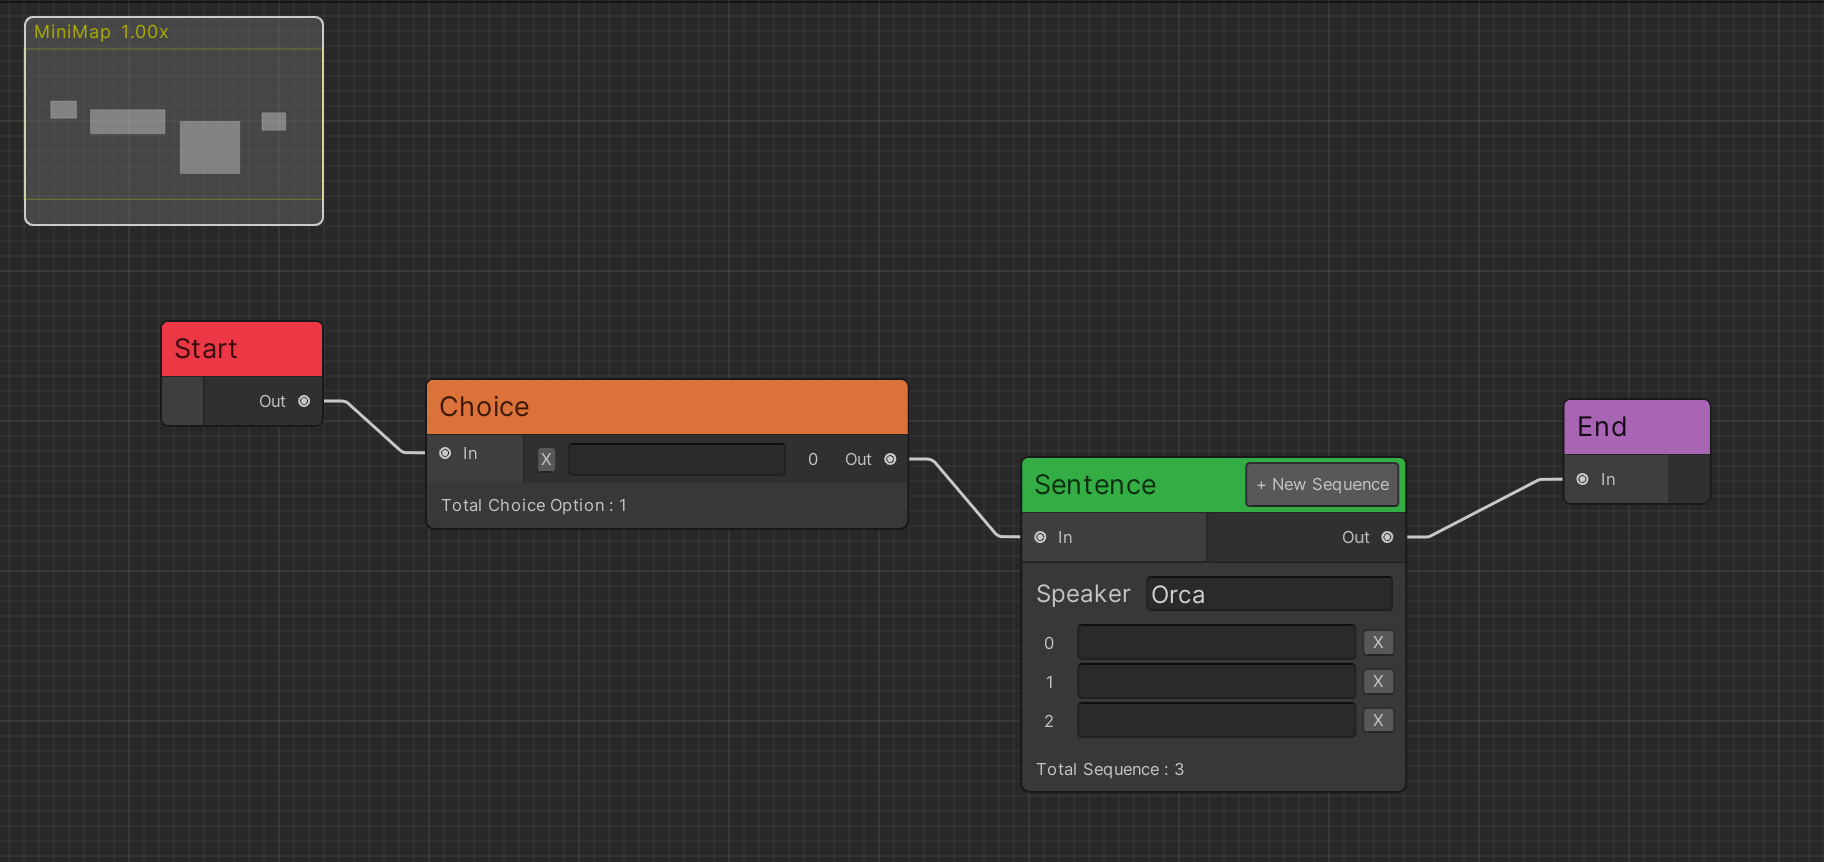 MiniMap 1.00x
Start
Out
Choice
In
X
0 Out
Total Choice Option : 1
Sentence
+ New Sequence
In
Out
Speaker Orca
0 X
1 X
2 X
Total Sequence : 3
End
In